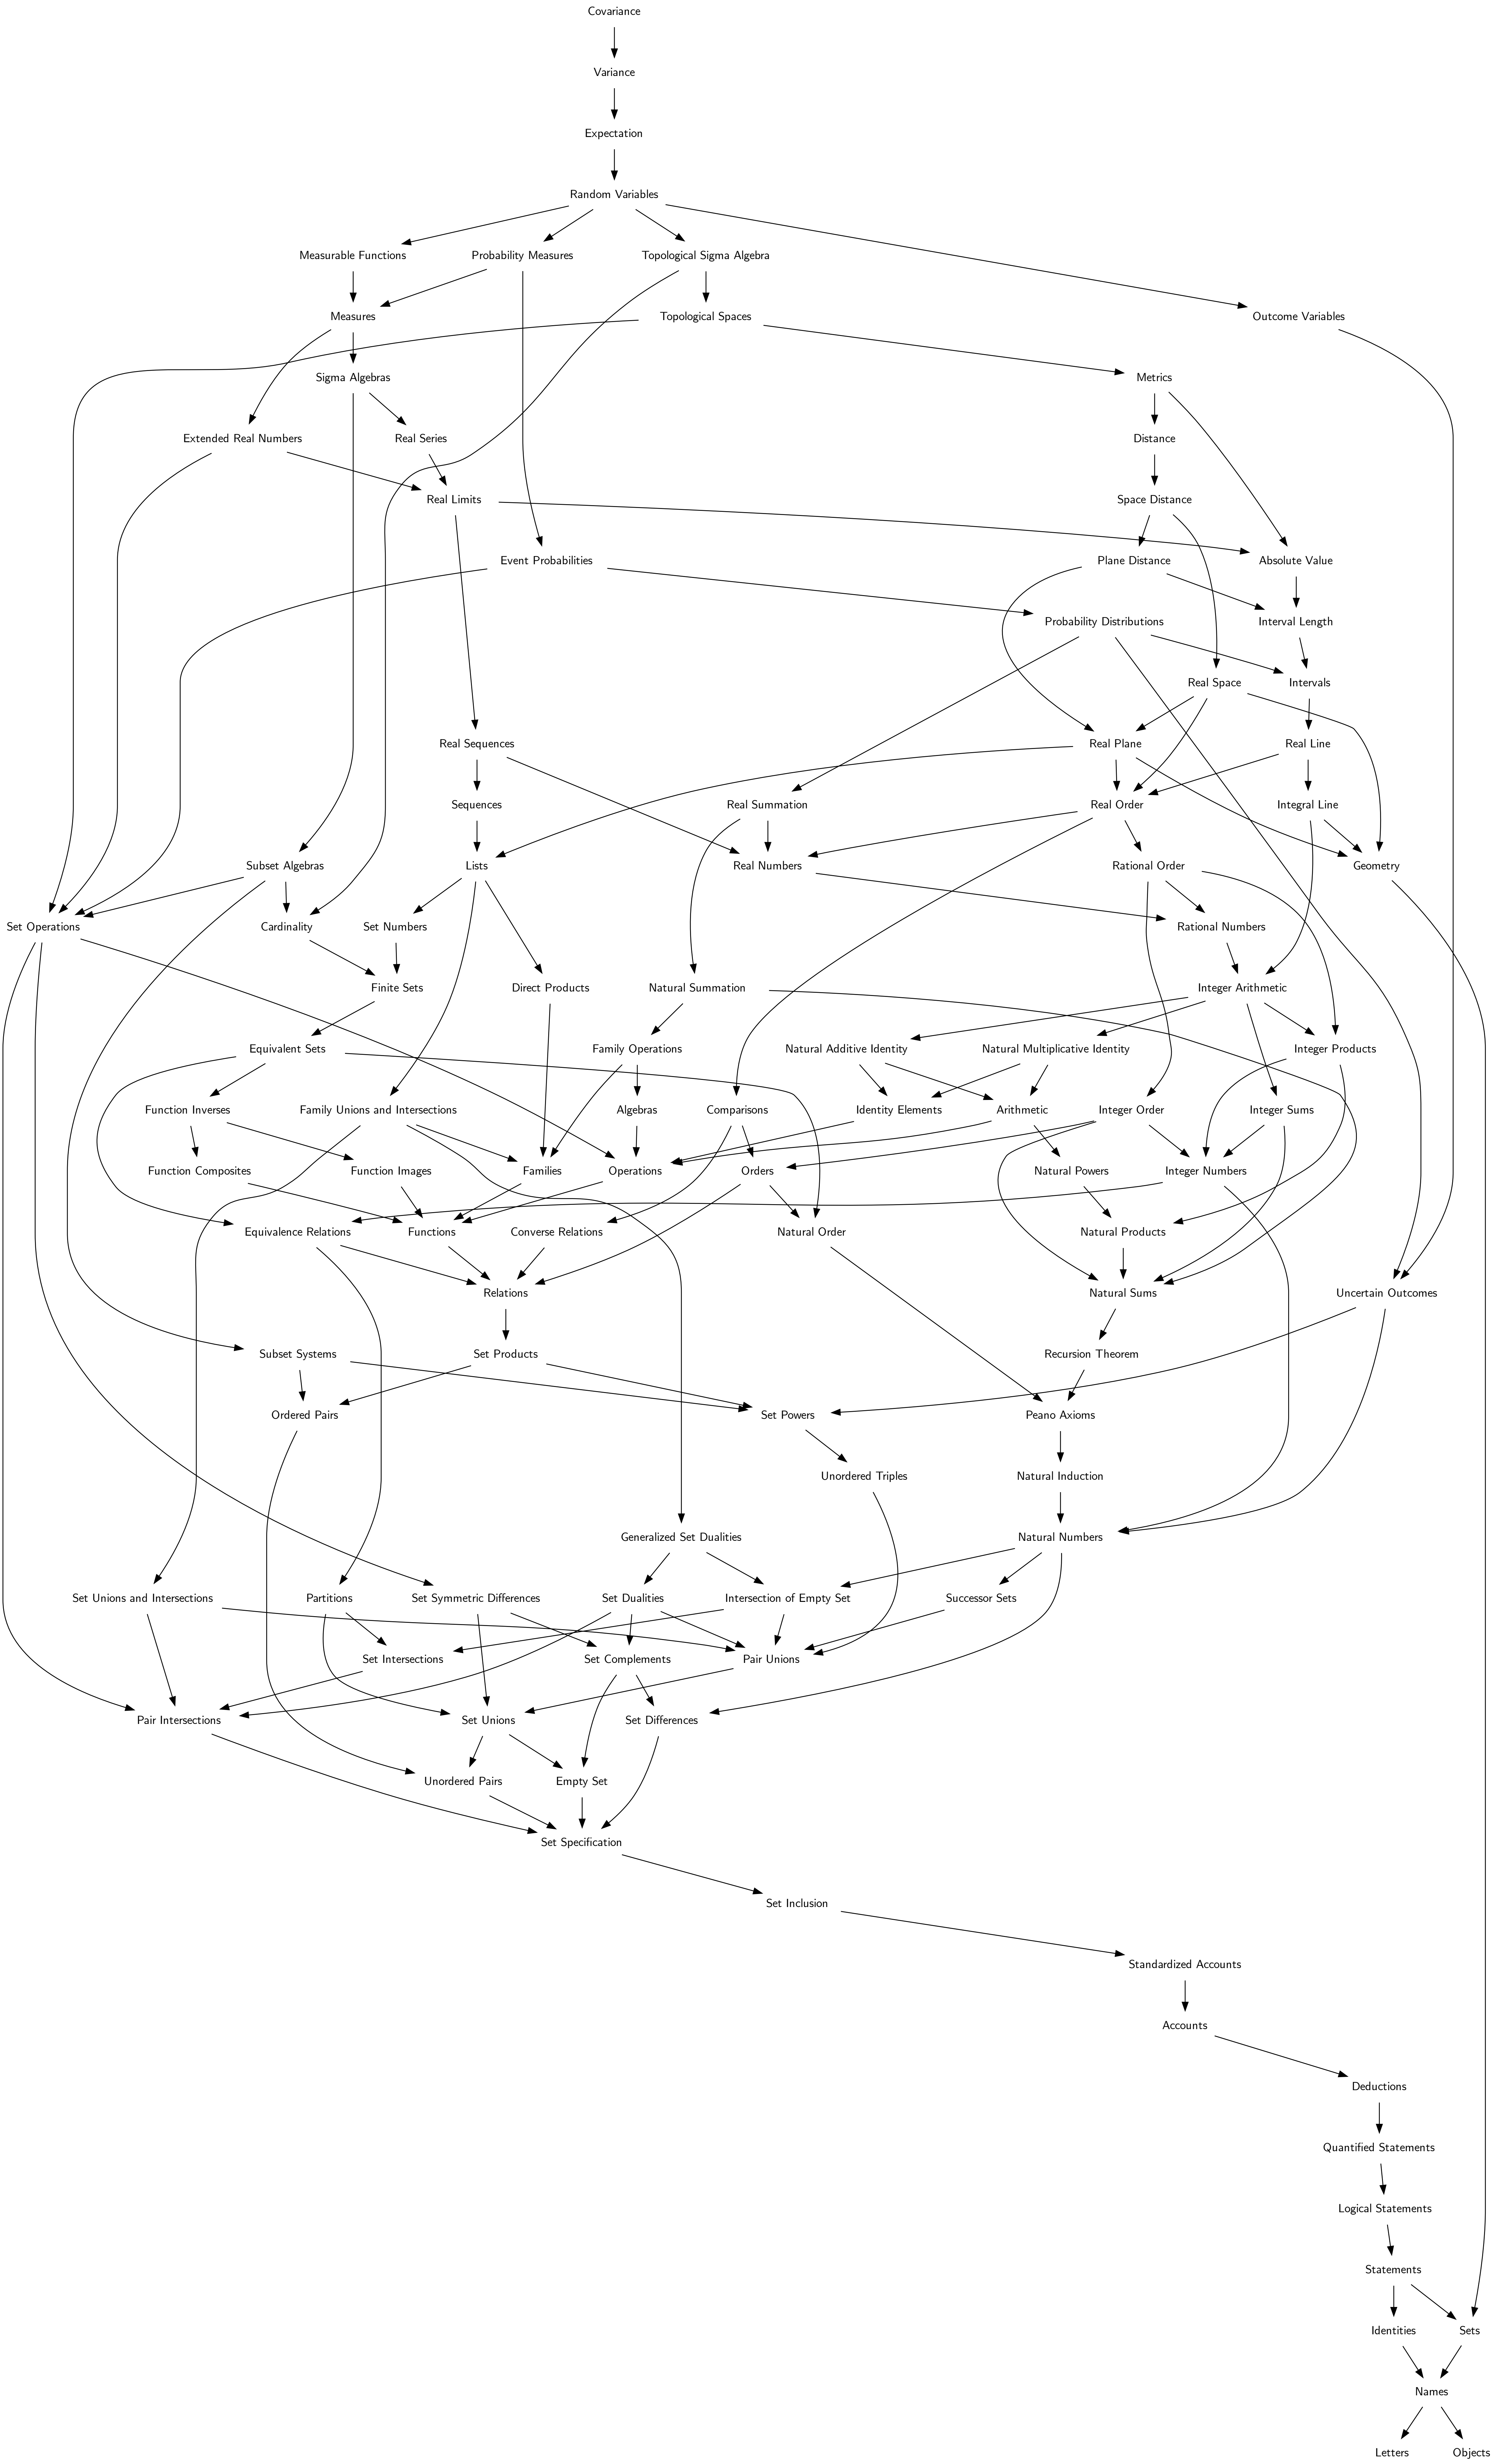 Covariance
Variance
Expectation
Random Variables
Measurable Functions
Probability Measures
Topological Sigma Algebra
Measures
Topological Spaces
Outcome Variables
Sigma Algebras
Metrics
Extended Real Numbers
Real Series
Distance
Real Limits
Space Distance
Event Probabilities
Plane Distance
Absolute Value
Probability Distributions
Interval Length
Real Space
Intervals
Real Sequences
Real Plane
Real Line
Sequences
Real Summation
Real Order
Integral Line
Subset Algebras
Lists
Real Numbers
Rational Order
Geometry
Set Operations
Cardinality
Set Numbers
Rational Numbers
Finite Sets
Direct Products
Natural Summation
Integer Arithmetic
Equivalent Sets
Family Operations
Natural Additive Identity
Natural Multiplicative Identity
Integer Products
Function Inverses
Family Unions and Intersections
Algebras
Comparisons
Identity Elements
Arithmetic
Integer Order
Integer Sums
Function Composites
Function Images
Families
Operations
Orders
Natural Powers
Integer Numbers
Equivalence Relations
Functions
Converse Relations
Natural Order
Natural Products
Relations
Natural Sums
Uncertain Outcomes
Subset Systems
Set Products
Recursion Theorem
Ordered Pairs
Set Powers
Peano Axioms
Unordered Triples
Natural Induction
Generalized Set Dualities
Natural Numbers
Set Unions and Intersections
Partitions
Set Symmetric Differences
Set Dualities
Intersection of Empty Set
Successor Sets
Set Intersections
Set Complements
Pair Unions
Pair Intersections
Set Unions
Set Differences
Unordered Pairs
Empty Set
Set Specification
Set Inclusion
Standardized Accounts
Accounts
Deductions
Quantified Statements
Logical Statements
Statements
Identities
Sets
Names
Letters
Objects